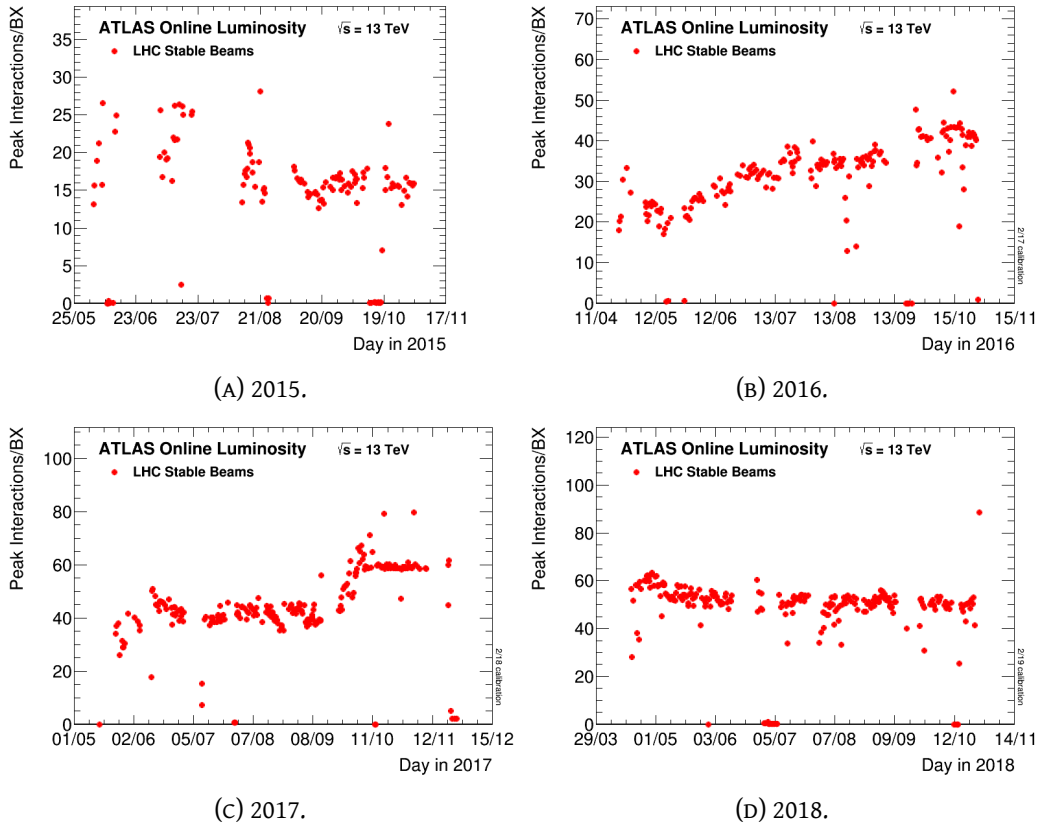 ATLAS Online Luminosity √s = 13 TeV
LHC Stable Beams
Peak Interactions/BX
40
35
30
25
20
15
10
5
0
25/05 23/06 23/07 21/08 20/09 19/10 17/11
Day in 2015
(A) 2015.
ATLAS Online Luminosity √s = 13 TeV
LHC Stable Beams
Peak Interactions/BX
70
60
50
40
30
20
10
0
2/17 calibration
11/04 12/05 12/06 13/07 13/08 13/09 15/10 15/11
Day in 2016
(B) 2016.
ATLAS Online Luminosity √s = 13 TeV
LHC Stable Beams
Peak Interactions/BX
100
80
60
40
20
0
2/18 calibration
01/05 02/06 05/07 07/08 08/09 11/10 12/11 15/12
Day in 2017
(C) 2017.
ATLAS Online Luminosity √s = 13 TeV
LHC Stable Beams
Peak Interactions/BX
120
100
80
60
40
20
0
2/19 calibration
29/03 01/05 03/06 05/07 07/08 09/09 12/10 14/11
Day in 2018
(D) 2018.